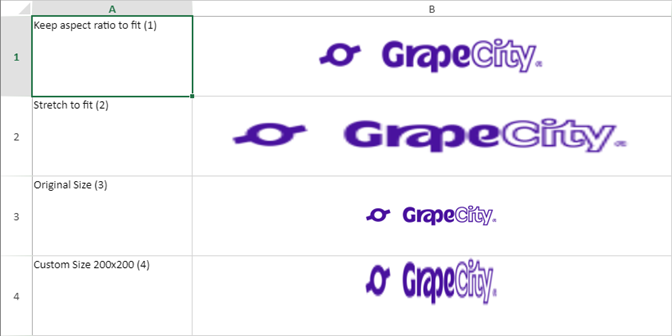 A B
1 Keep aspect ratio to fit (1) GrapeCity
2 Stretch to fit (2) GrapeCity
3 Original Size (3) GrapeCity
4 Custom Size 200x200 (4) GrapeCity